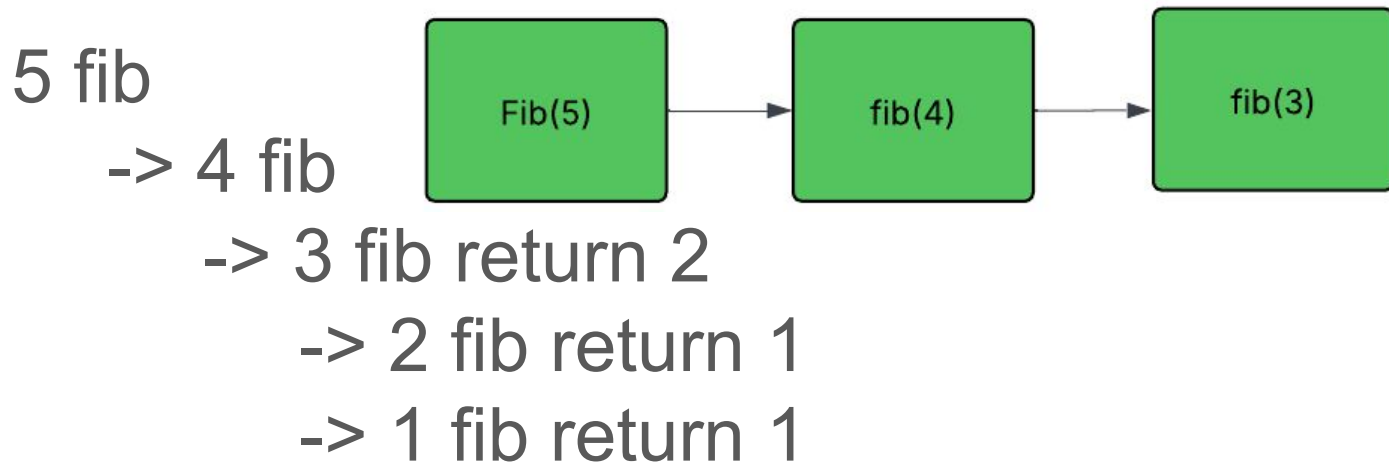 5 fib
-> 4 fib
-> 3 fib return 2
-> 2 fib return 1
-> 1 fib return 1
Fib(5)
fib(4)
fib(3)